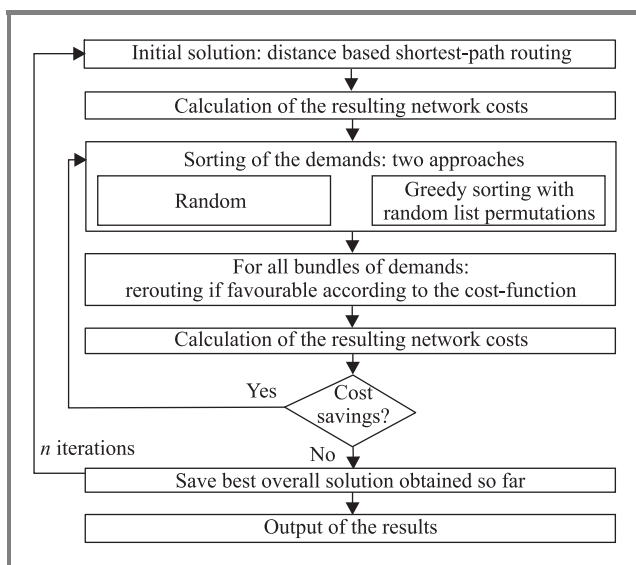 Initial solution: distance based shortest-path routing
Calculation of the resulting network costs
Sorting of the demands: two approaches
Random
Greedy sorting with
random list permutations
For all bundles of demands:
rerouting if favourable according to the cost-function
Calculation of the resulting network costs
Yes
Cost
savings?
No
n iterations
Save best overall solution obtained so far
Output of the results